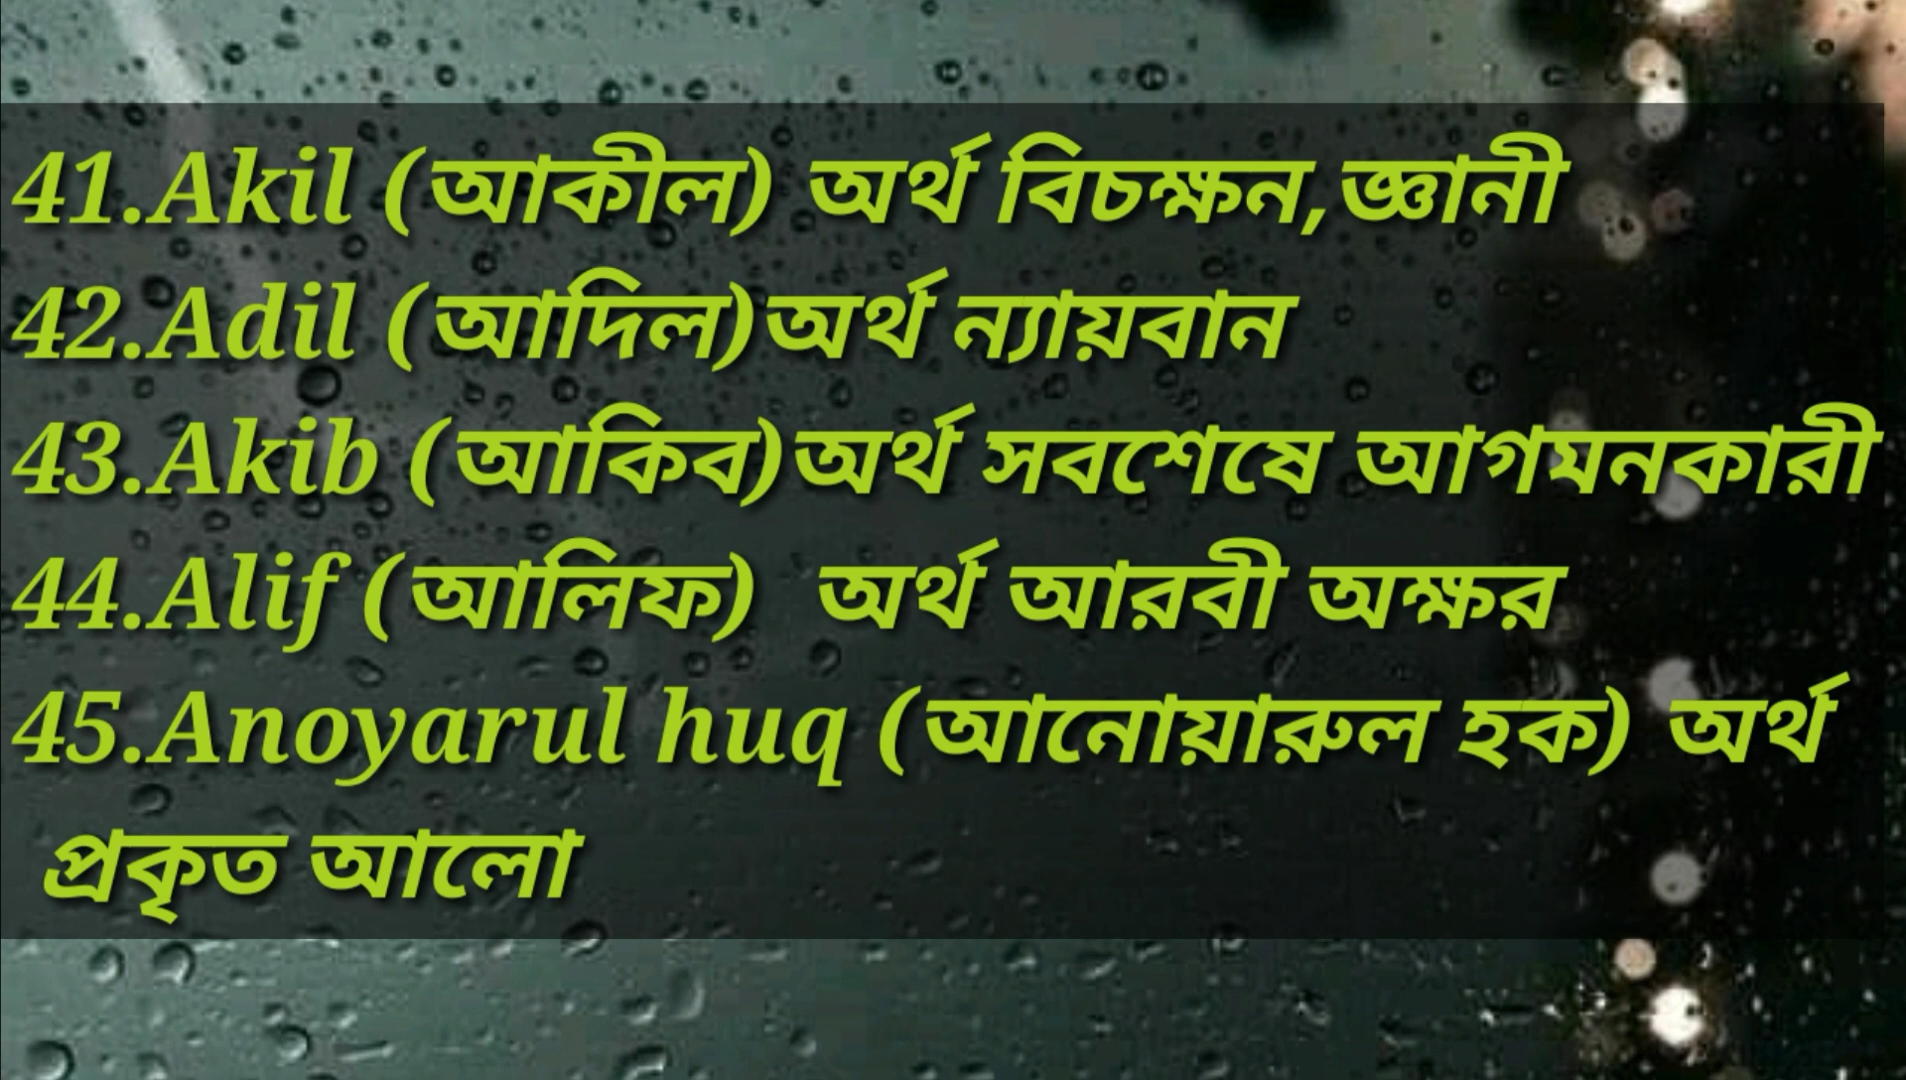 41.Akil (আকীল) অর্থ বিচক্ষন,জ্ঞানী
42.Adil (আদিল)অর্থ ন্যায়বান
43.Akib (আকিব)অর্থ সবশেষে আগমনকারী
44.Alif (আলিফ)  অর্থ আরবী অক্ষর
45.Anoyarul huq (আনোয়ারুল হক) অর্থ
প্রকৃত আলো